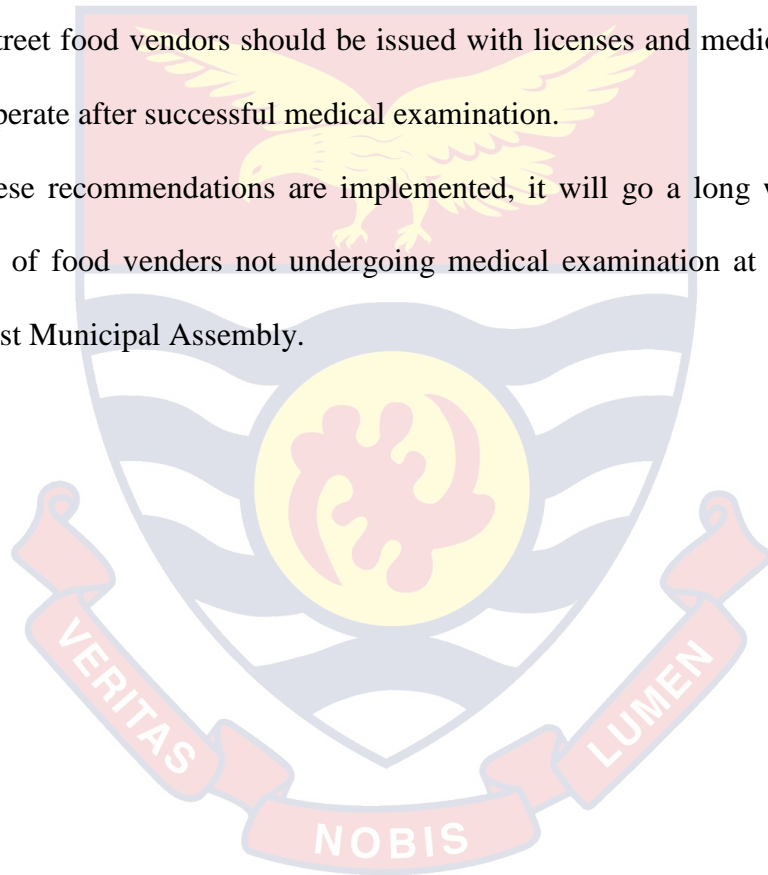 treet food vendors should be issued with licenses and medic
perate after successful medical examination.
ese recommendations are implemented, it will go a long
of food venders not undergoing medical examination at
st Municipal Assembly.
VERITAS
NOBIS
LUMEN